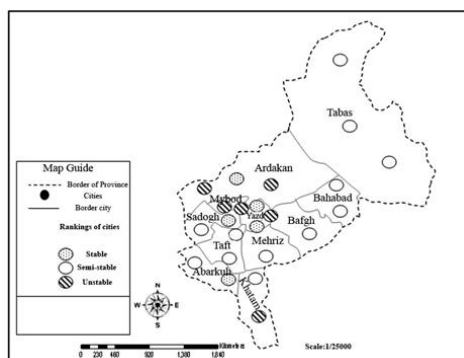 Tabas
Ardakan
Mybod
Bahabad
Sadogh
Yazd
Bafgh
Taft
Mehriz
Abarkuh
Khatam
Map Guide
Border of Province
Cities
Border city
Rankings of cities
Stable
Semi-stable
Unstable
N
W
E
S
0 230 460 920 1,380 1,840
Scale:1/25000